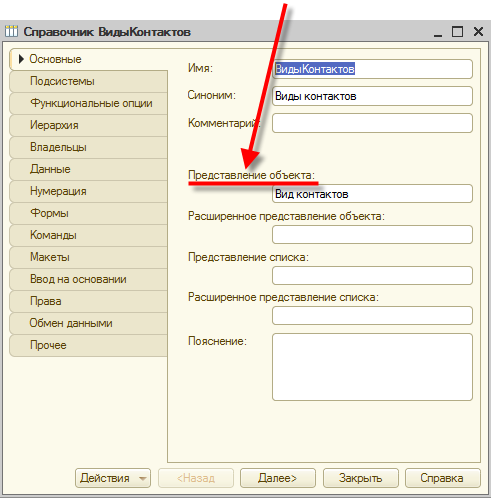 Справочник ВидыКонтактов
Основные
Подсистемы
Функциональные опции
Иерархия
Владельцы
Данные
Нумерация
Формы
Команды
Макеты
Ввод на основании
Права
Обмен данными
Прочее
Имя:
ВидыКонтактов
Синоним:
Виды контактов
Комментарий:
Представление объекта:
Вид контактов
Расширенное представление объекта:
Представление списка:
Расширенное представление списка:
Пояснение:
Действия
<Назад
Далее>
Закрыть
Справка